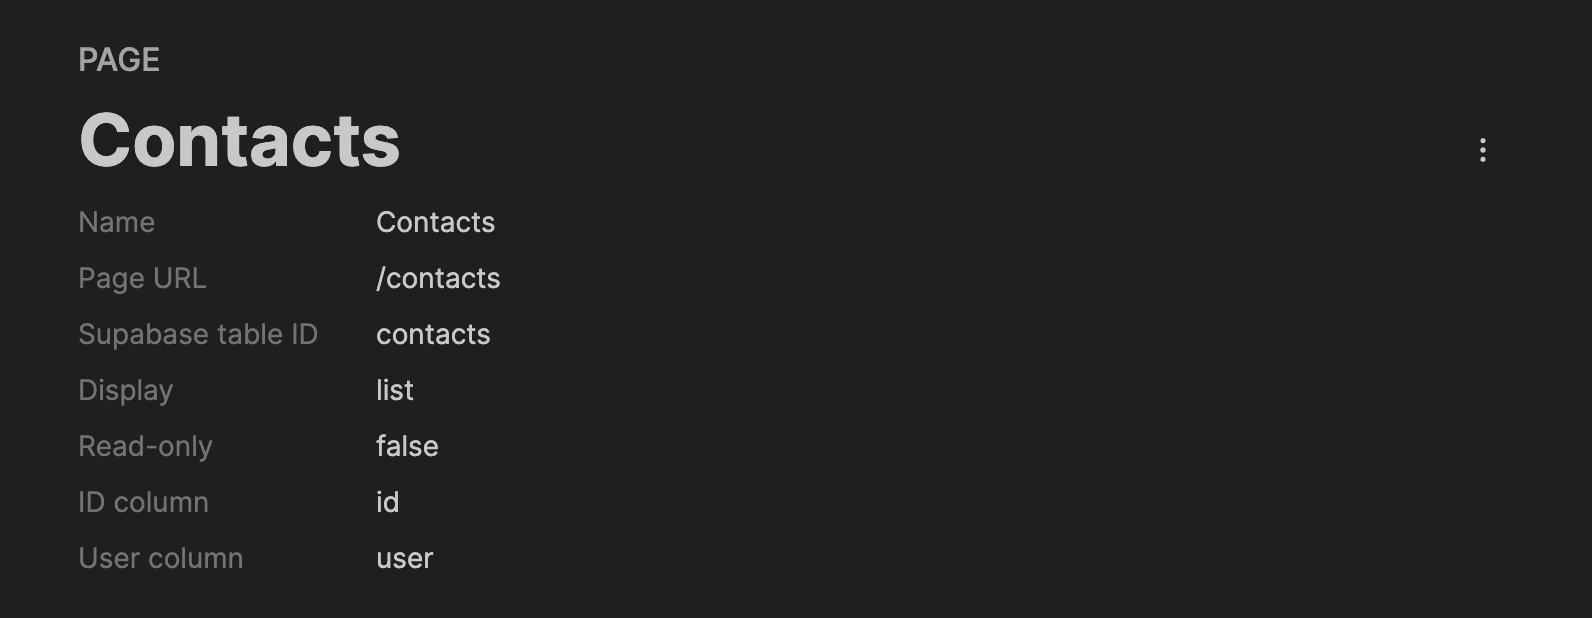 PAGE
Contacts
Name Contacts
Page URL /contacts
Supabase table ID contacts
Display list
Read-only false
ID column id
User column user